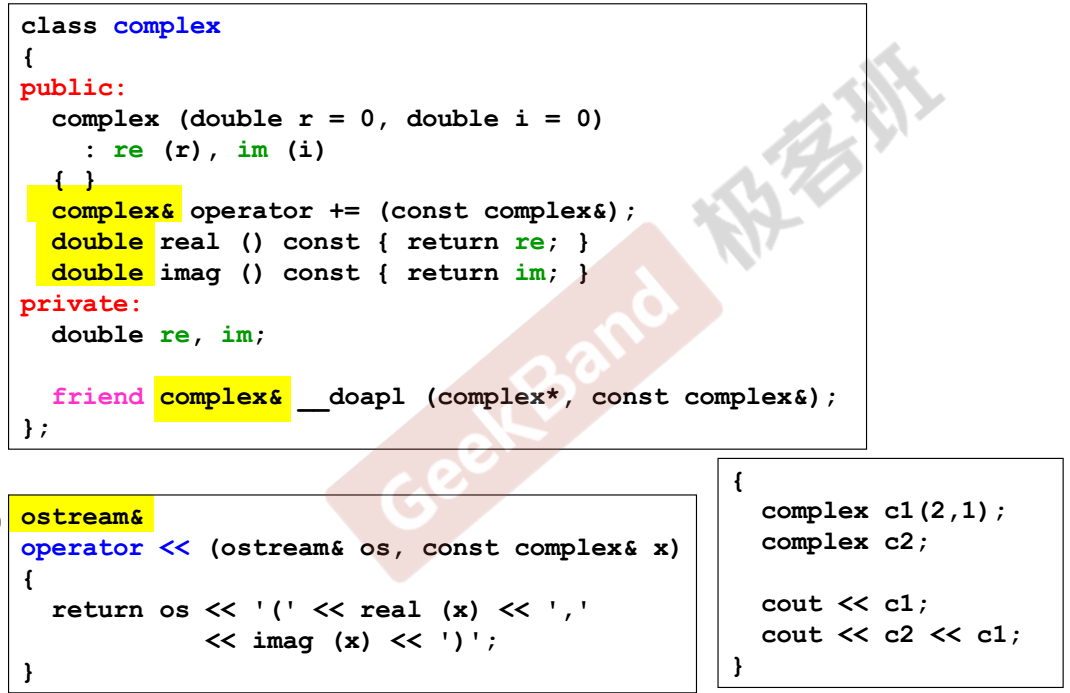 class complex
{
public:
  complex (double r = 0, double i = 0)
    : re (r), im (i)
  { }
  complex& operator += (const complex&);
  double real () const { return re; }
  double imag () const { return im; }
private:
  double re, im;
  friend complex& __doapl (complex*, const complex&);
};
ostream&
operator << (ostream& os, const complex& x)
{
  return os << '(' << real (x) << ','
            << imag (x) << ')';
}
{
  complex c1(2,1);
  complex c2;
  cout << c1;
  cout << c2 << c1;
}
GeekBand 极客班